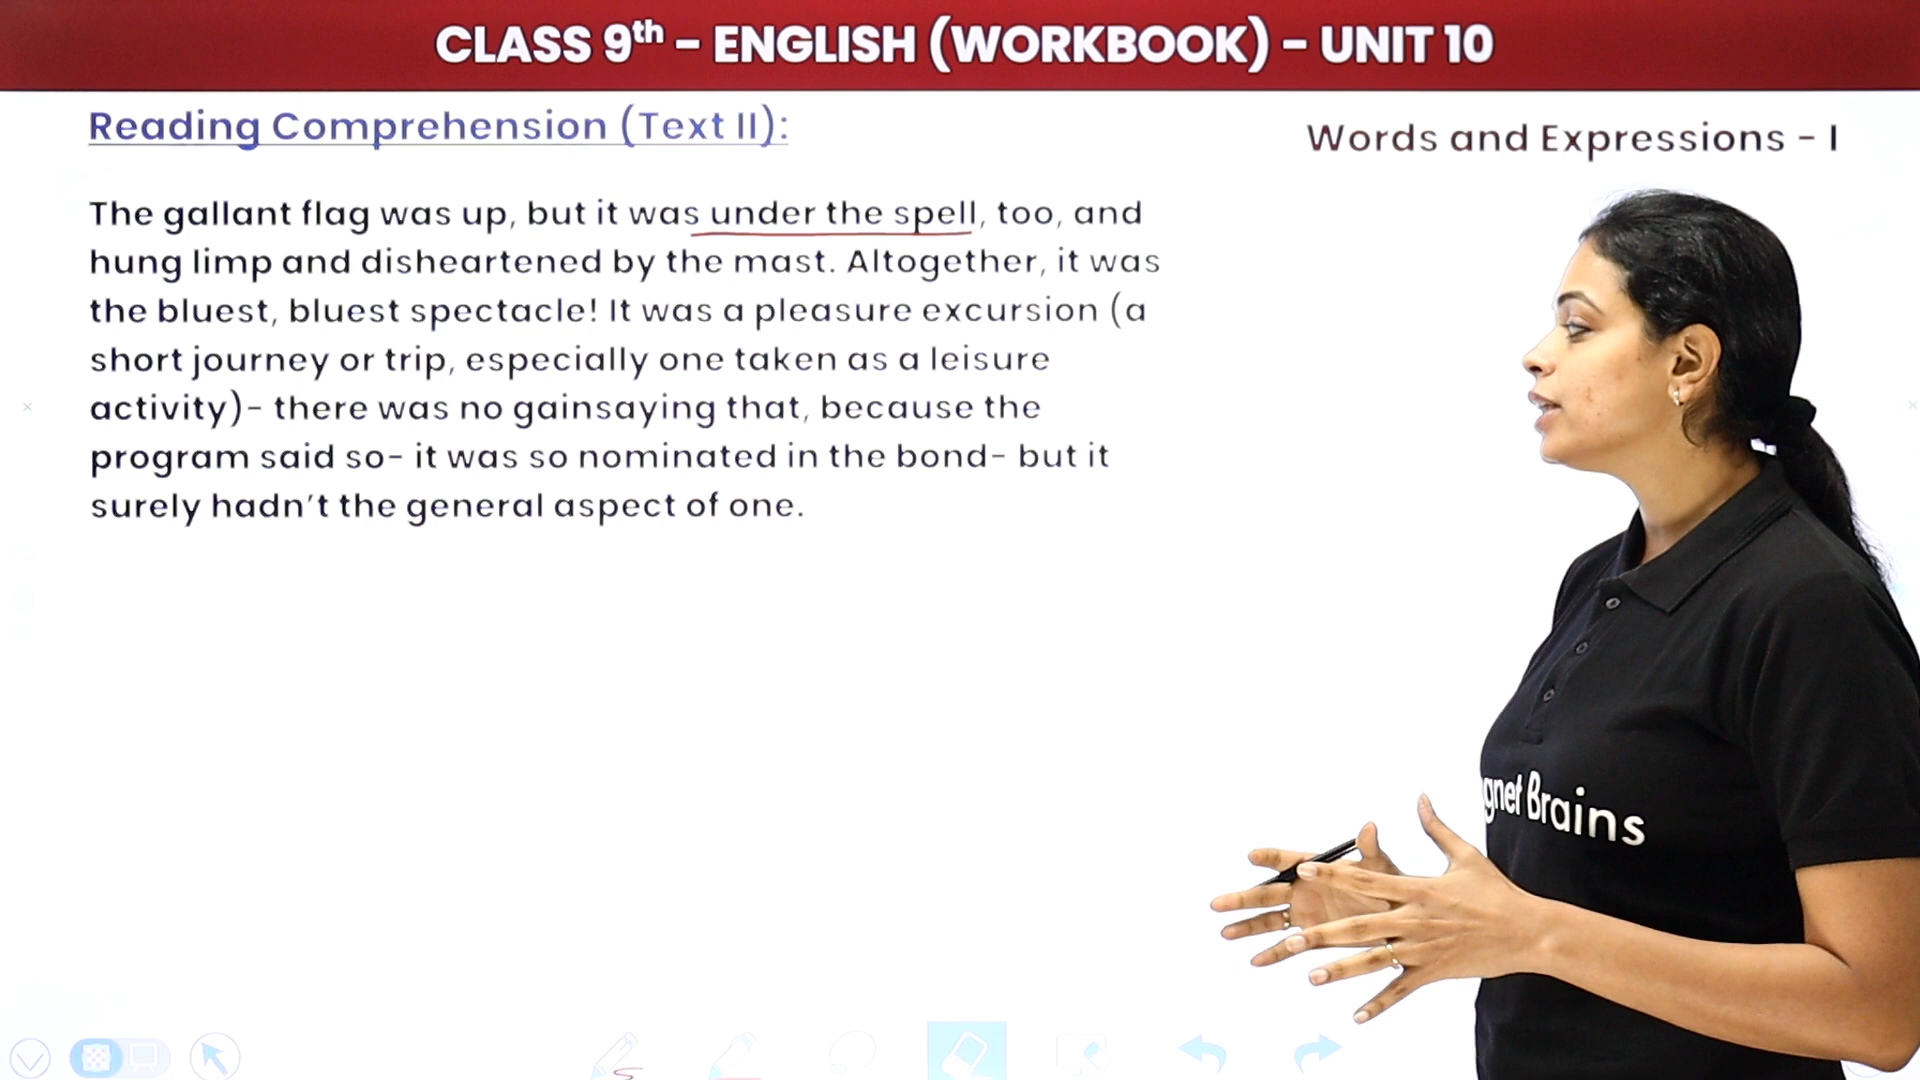 CLASS 9th – ENGLISH (WORKBOOK) – UNIT 10
Reading Comprehension (Text II):
Words and Expressions – I
The gallant flag was up, but it was under the spell, too, and
hung limp and disheartened by the mast. Altogether, it was
the bluest, bluest spectacle! It was a pleasure excursion (a
short journey or trip, especially one taken as a leisure
activity)- there was no gainsaying that, because the
program said so- it was so nominated in the bond- but it
surely hadn't the general aspect of one.
gnet Brains